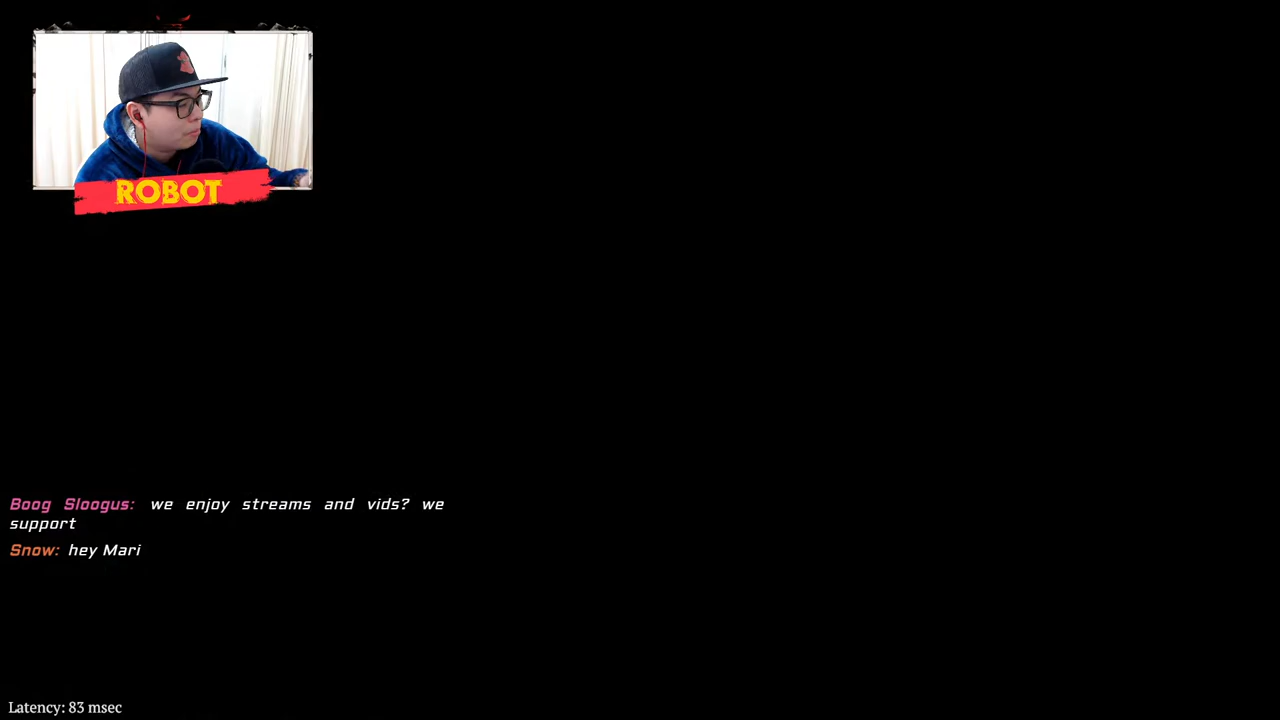 ROBOT
Boog Sloogus: we enjoy streams and vids? we
support
Snow: hey Mari
Latency: 83 msec